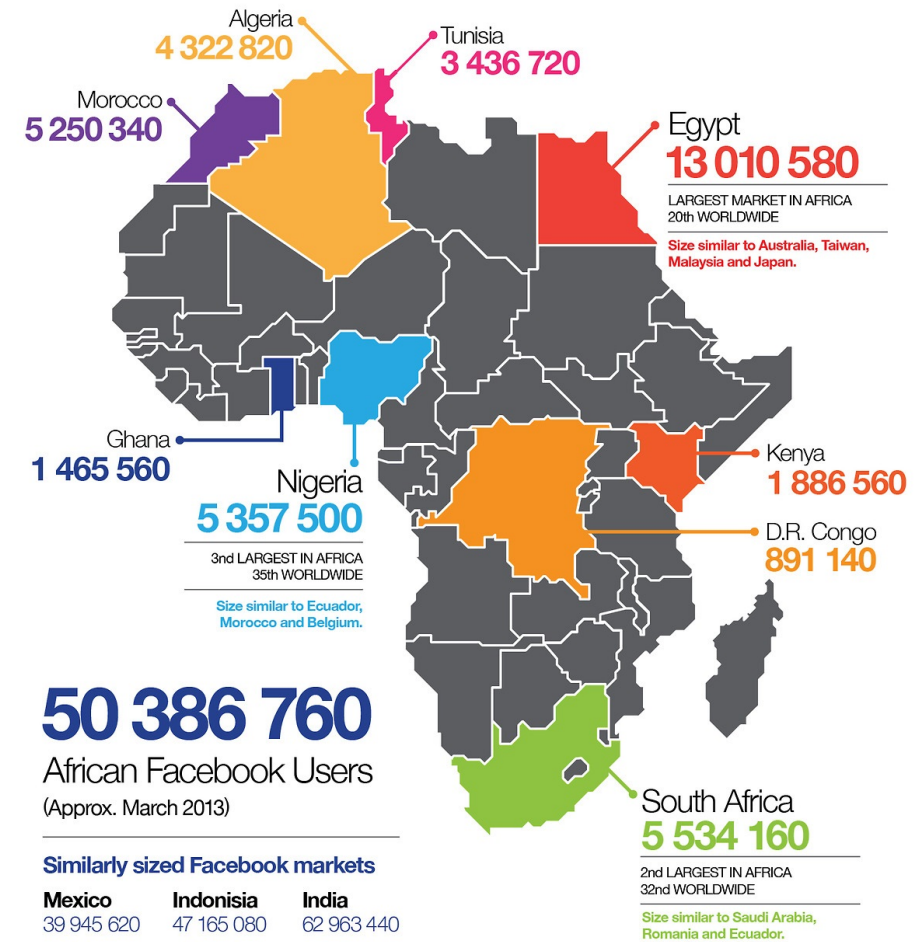 Algeria
4 322 820
Tunisia
3 436 720
Morocco
5 250 340
Egypt
13 010 580
LARGEST MARKET IN AFRICA
20th WORLDWIDE
Size similar to Australia, Taiwan,
Malaysia and Japan.
Ghana
1 465 560
Nigeria
5 357 500
3nd LARGEST IN AFRICA
35th WORLDWIDE
Size similar to Ecuador,
Morocco and Belgium.
Kenya
1 886 560
D.R. Congo
891 140
50 386 760
African Facebook Users
(Approx. March 2013)
Similarly sized Facebook markets
Mexico Indonisia India
39 945 620 47 165 080 62 963 440
South Africa
5 534 160
2nd LARGEST IN AFRICA
32nd WORLDWIDE
Size similar to Saudi Arabia,
Romania and Ecuador.